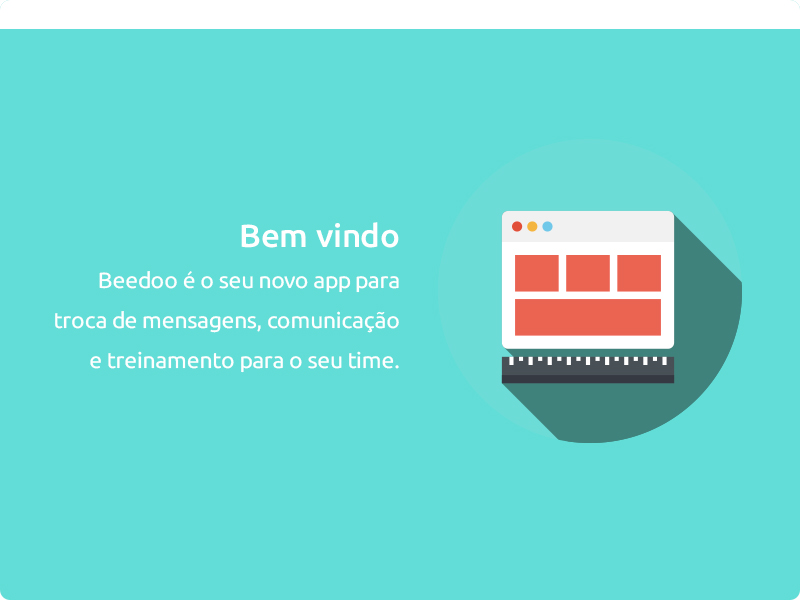 Bem vindo
Beedoo é o seu novo app para
troca de mensagens, comunicação
e treinamento para o seu time.